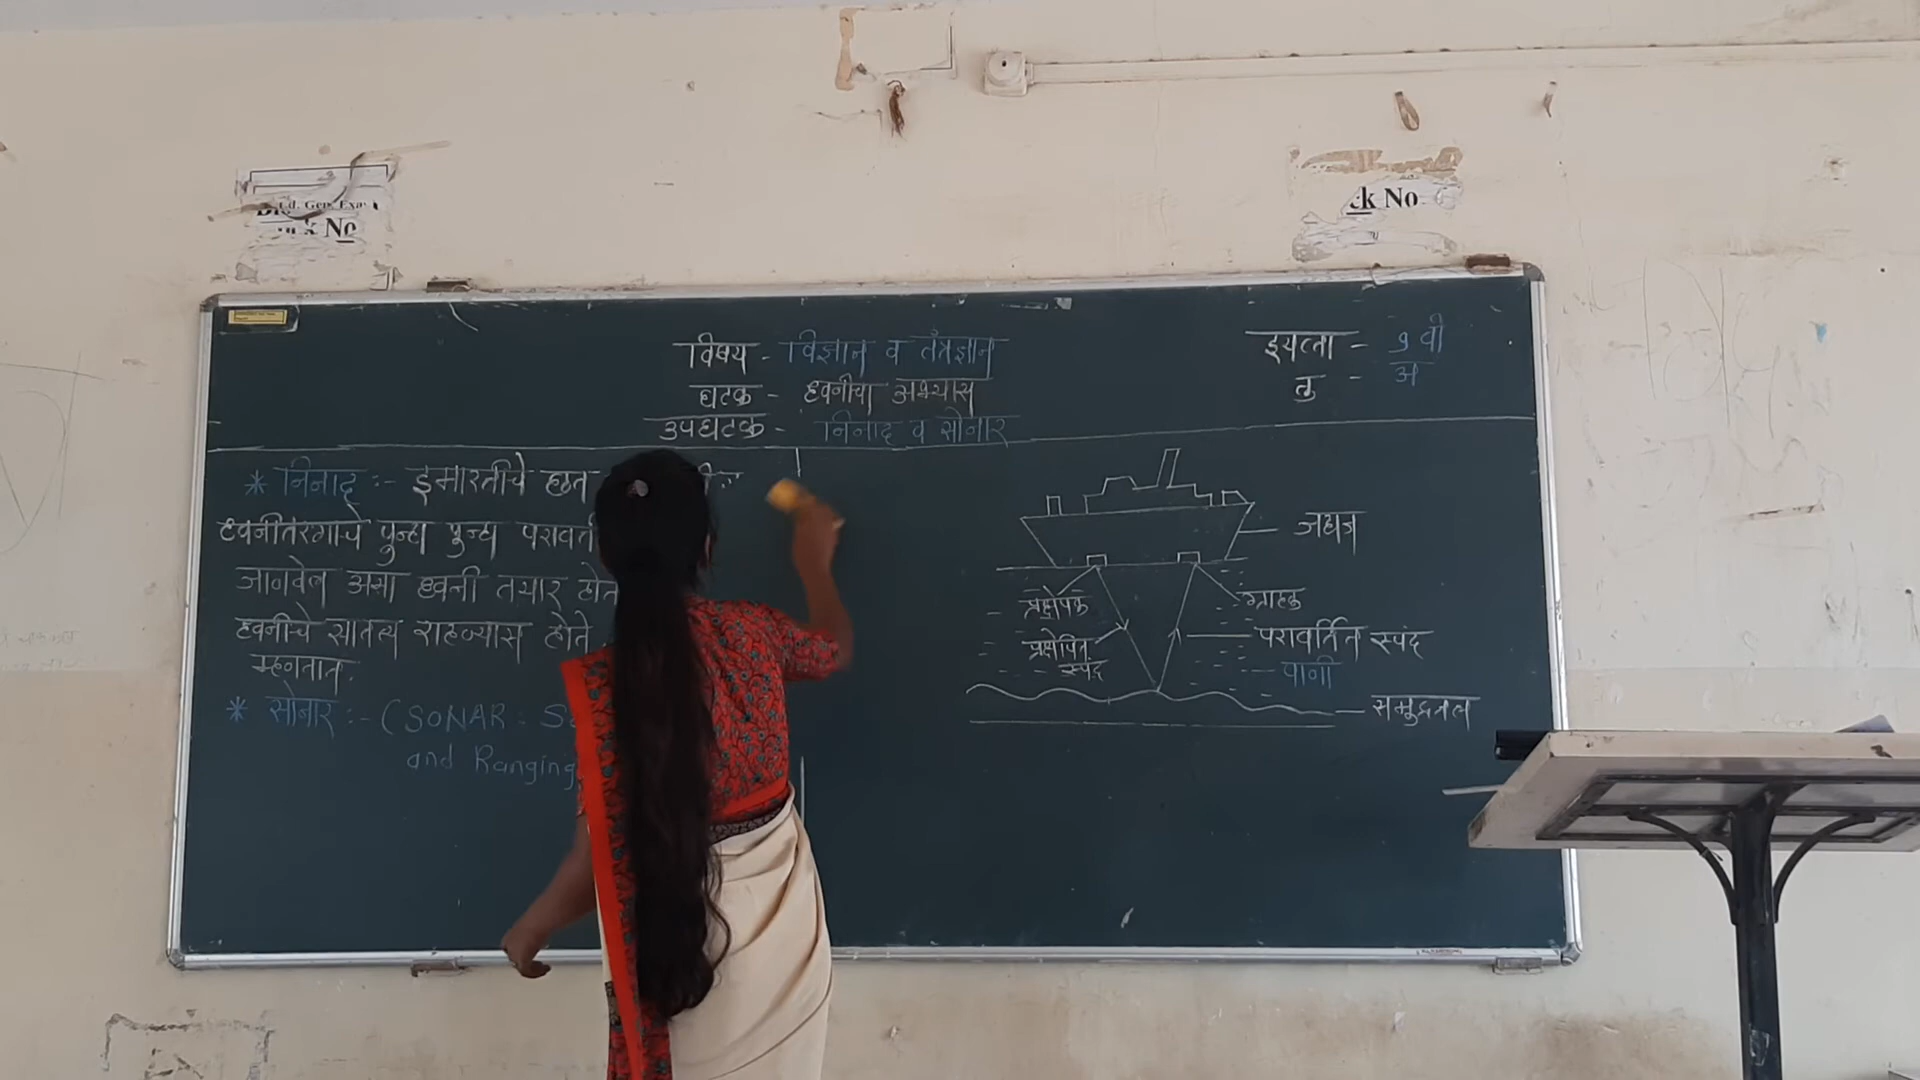 k No
ck No
विषय - विज्ञान व तंत्रज्ञान
इयत्ता - ९ वी
घटक - ध्वनीचा अभ्यास
तु - अ
उपघटक - निनाद व सोनार
* निनाद :- इमारतीचे छत
ध्वनीतरंगाचे पुन्हा पुन्हा परावर्त
जाणवेल असा ध्वनी तयार होत
ध्वनीचे सातत्य राहण्यास होते
म्हणतात.
* सोनार :- (SONAR : S
and Ranging
जहाज
प्रक्षेपक
ग्राहक
प्रक्षेपित स्पंद
परावर्तित स्पंद
पाणी
समुद्रतल